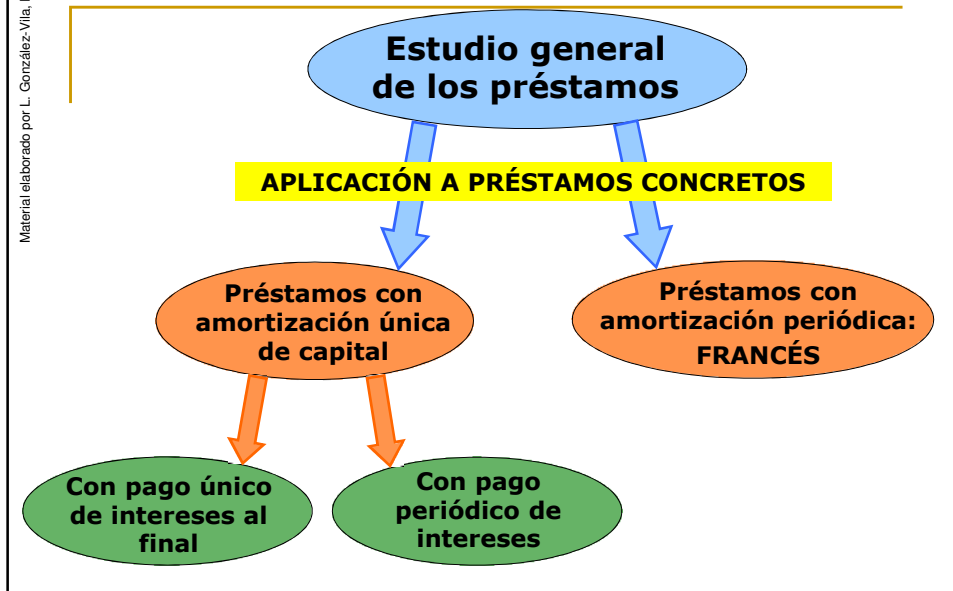 Material elaborado por L. González-Vila,
Estudio general
de los préstamos
APLICACIÓN A PRÉSTAMOS CONCRETOS
Préstamos con
amortización única
de capital
Préstamos con
amortización periódica:
FRANCÉS
Con pago único
de intereses al
final
Con pago
periódico de
intereses